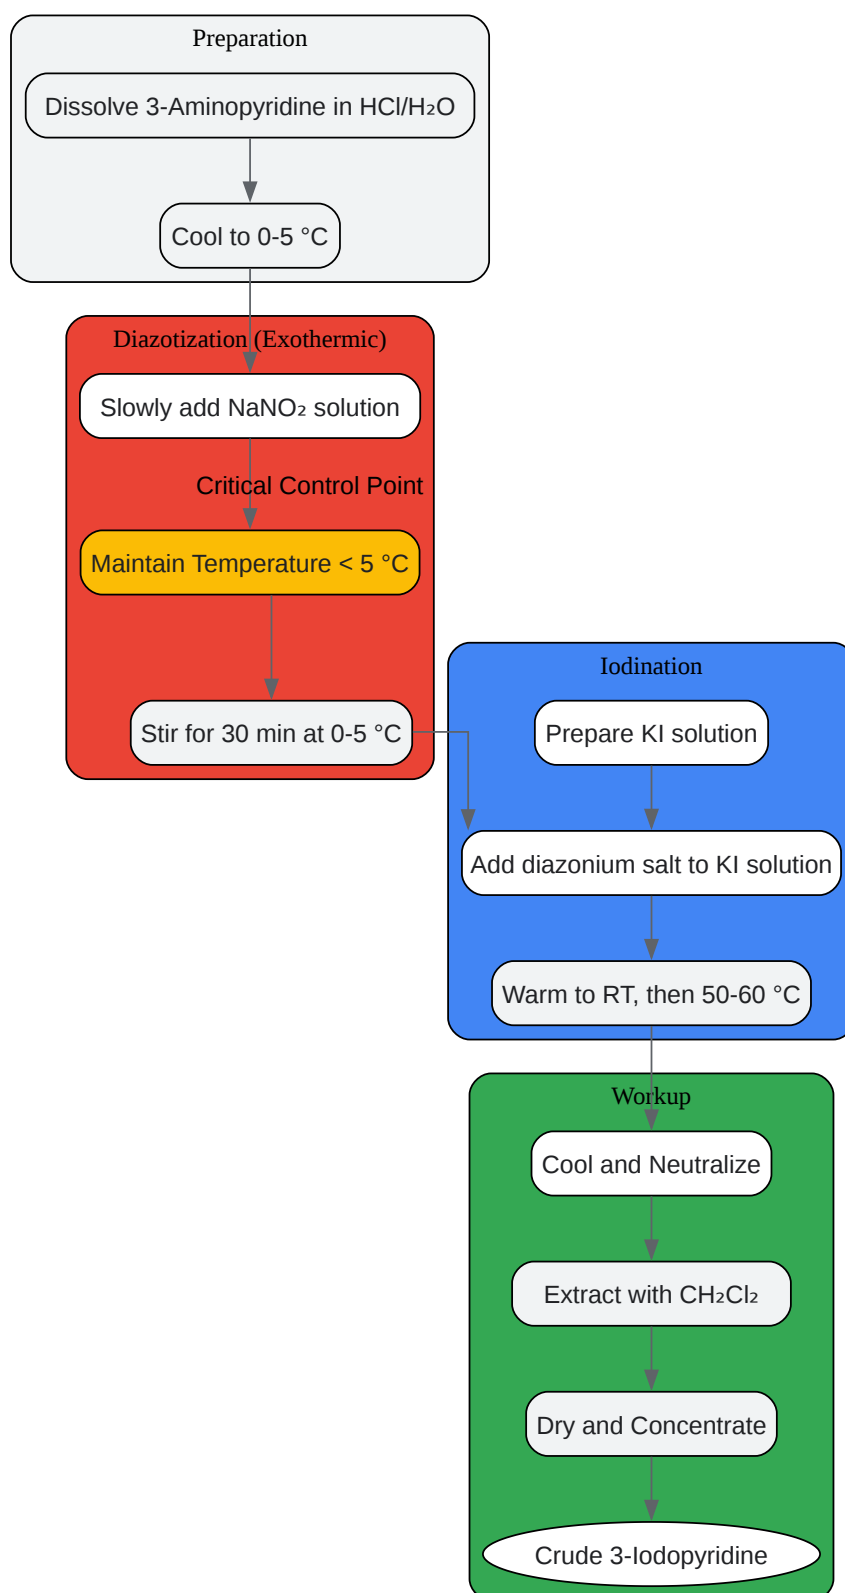 Preparation
Dissolve 3-Aminopyridine in HCl/H₂O
Cool to 0-5 °C
Diazotization (Exothermic)
Slowly add NaNO₂ solution
Critical Control Point
Maintain Temperature < 5 °C
Stir for 30 min at 0-5 °C
Iodination
Prepare KI solution
Add diazonium salt to KI solution
Warm to RT, then 50-60 °C
Workup
Cool and Neutralize
Extract with CH₂Cl₂
Dry and Concentrate
Crude 3-Iodopyridine